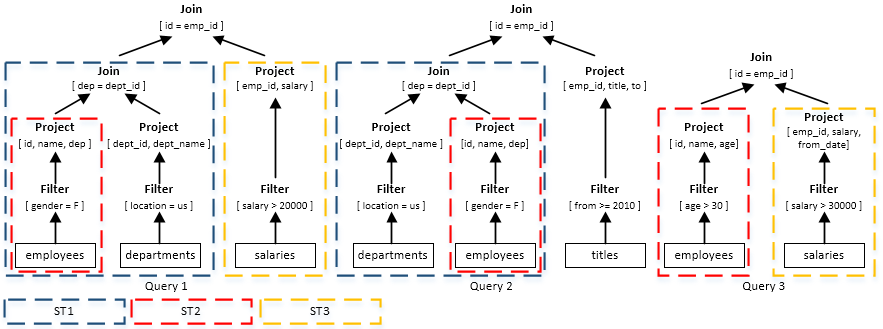 Join
[ id = emp_id ]
Join
[ dep = dept_id ]
Project
[ emp_id, salary ]
Project
[ id, name, dep ]
Project
[ dept_id, dept_name ]
Filter
[ gender = F ]
Filter
[ location = us ]
Filter
[ salary > 20000 ]
employees
departments
salaries
Query 1
Join
[ id = emp_id ]
Join
[ dep = dept_id ]
Project
[ emp_id, title, to ]
Project
[ dept_id, dept_name ]
Project
[id, name, dep]
Filter
[ location = us ]
Filter
[ gender = F ]
Filter
[ from >= 2010 ]
departments
employees
titles
Query 2
Join
[ id = emp_id ]
Project
[ id, name, age]
Project
[ emp_id, salary,
from_date]
Filter
[ age > 30 ]
Filter
[ salary > 30000 ]
employees
salaries
Query 3
ST1
ST2
ST3